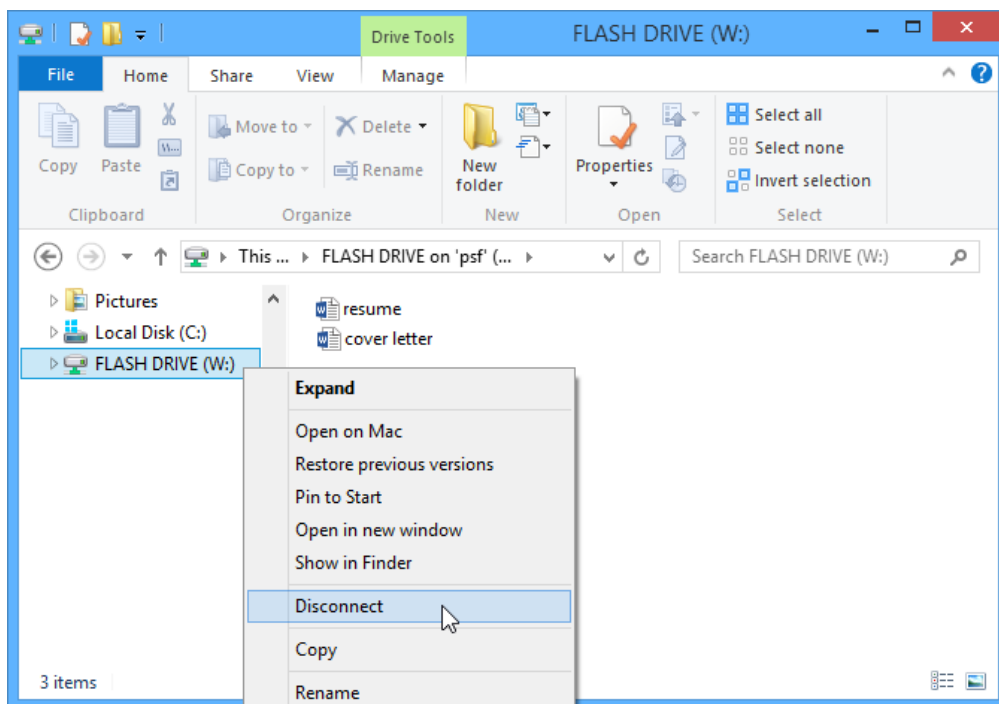 Drive Tools
FLASH DRIVE (W:)
File Home Share View Manage
Copy
Paste
Move to
Copy to
Delete
Rename
New
folder
Properties
Select all
Select none
Invert selection
Clipboard Organize New Open Select
This ... FLASH DRIVE on 'psf' (...
Search FLASH DRIVE (W:)
Pictures
Local Disk (C:)
FLASH DRIVE (W:)
resume
cover letter
Expand
Open on Mac
Restore previous versions
Pin to Start
Open in new window
Show in Finder
Disconnect
Copy
Rename
3 items